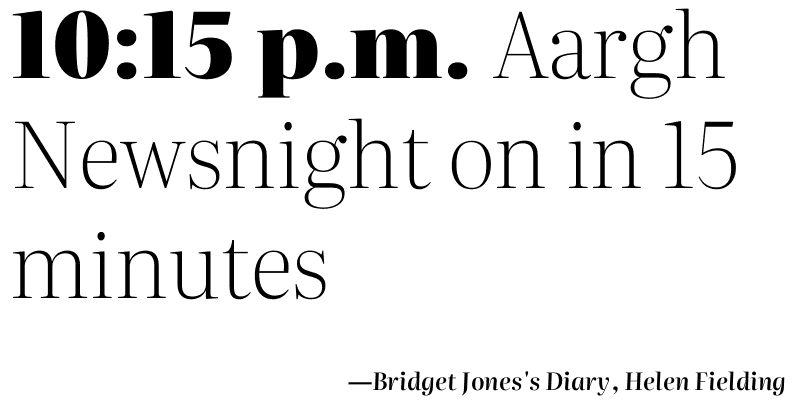 10:15 p.m. Aargh
Newsnight on in 15
minutes
—Bridget Jones's Diary, Helen Fielding